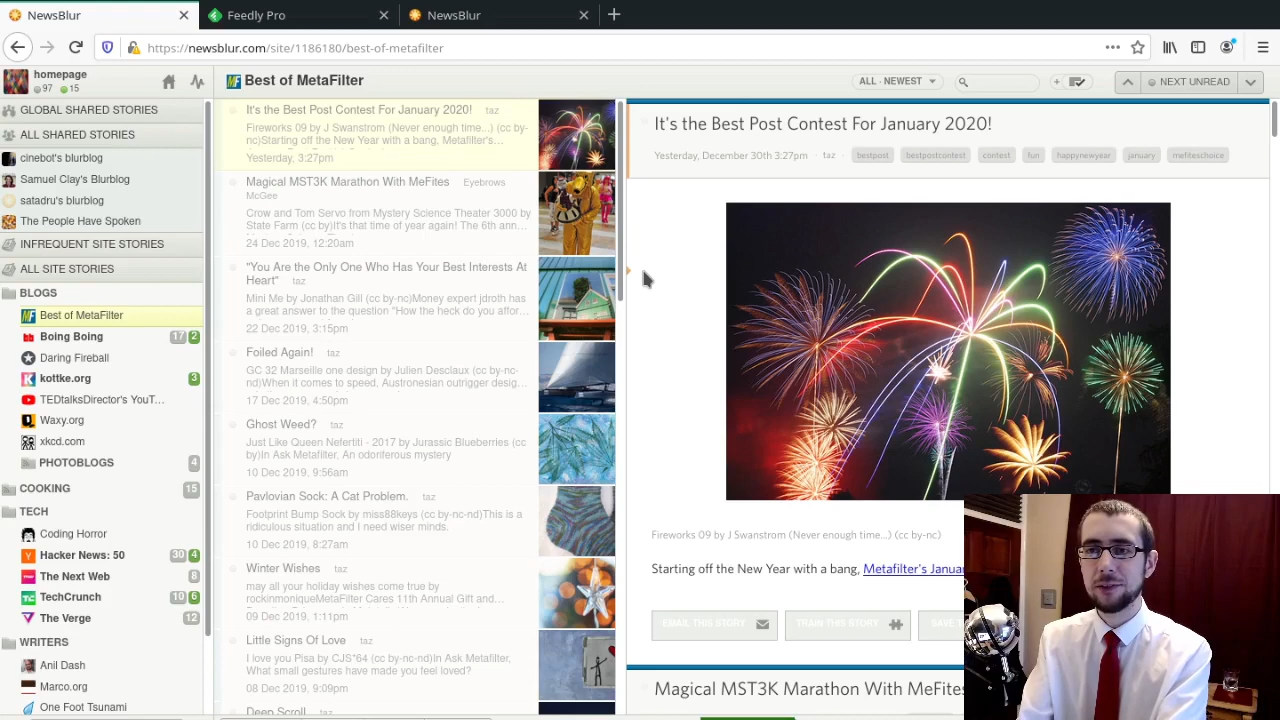 NewsBlur
Feedly Pro
NewsBlur
https://newsblur.com/site/1186180/best-of-metafilter
homepage
97 15
Best of MetaFilter
ALL · NEWEST
NEXT UNREAD
GLOBAL SHARED STORIES
ALL SHARED STORIES
cinebot's blurblog
Samuel Clay's Blurblog
satadru's blurblog
The People Have Spoken
INFREQUENT SITE STORIES
ALL SITE STORIES
BLOGS
Best of MetaFilter
Boing Boing 17 2
Daring Fireball
kottke.org 3
TEDtalksDirector's YouT…
Waxy.org
xkcd.com
PHOTOBLOGS 4
COOKING 15
TECH
Coding Horror
Hacker News: 50 30 4
The Next Web 8
TechCrunch 10 6
The Verge 12
WRITERS
Anil Dash
Marco.org
One Foot Tsunami
It's the Best Post Contest For January 2020! taz
Fireworks 09 by J Swanstrom (Never enough time...) (cc by-
nc)Starting off the New Year with a bang, Metafilter's…
Yesterday, 3:27pm
Magical MST3K Marathon With MeFites Eyebrows
McGee
Crow and Tom Servo from Mystery Science Theater 3000 by
State Farm (cc by)It's that time of year again! The 6th ann…
24 Dec 2019, 12:20am
"You Are the Only One Who Has Your Best Interests At
Heart" taz
Mini Me by Jonathan Gill (cc by-nc)Money expert jdroth has
a great answer to the question "How the heck do you affor…
22 Dec 2019, 3:15pm
Foiled Again! taz
GC 32 Marseille one design by Julien Desclaux (cc by-nc-
nd)When it comes to speed, Austronesian outrigger desig…
17 Dec 2019, 4:50pm
Ghost Weed? taz
Just Like Queen Nefertiti - 2017 by Jurassic Blueberries (cc
by)In Ask Metafilter, An odoriferous mystery
10 Dec 2019, 9:56am
Pavlovian Sock: A Cat Problem. taz
Footprint Bump Sock by miss88keys (cc by-nc-nd)This is a
ridiculous situation and I need wiser minds.
10 Dec 2019, 8:27am
Winter Wishes taz
may all your holiday wishes come true by
rockinmoniqueMetaFilter Cares 11th Annual Gift and…
09 Dec 2019, 1:11pm
Little Signs Of Love taz
I love you Pisa by CJS*64 (cc by-nc-nd)In Ask Metafilter,
What small gestures have made you feel loved?
08 Dec 2019, 9:09pm
Deep Scroll taz
It's the Best Post Contest For January 2020!
Yesterday, December 30th 3:27pm · taz · bestpost bestpostcontest contest fun happynewyear january mefiteschoice
Fireworks 09 by J Swanstrom (Never enough time...) (cc by-nc)
Starting off the New Year with a bang, Metafilter's Januar
EMAIL THIS STORY
TRAIN THIS STORY
SAVE T
Magical MST3K Marathon With MeFites